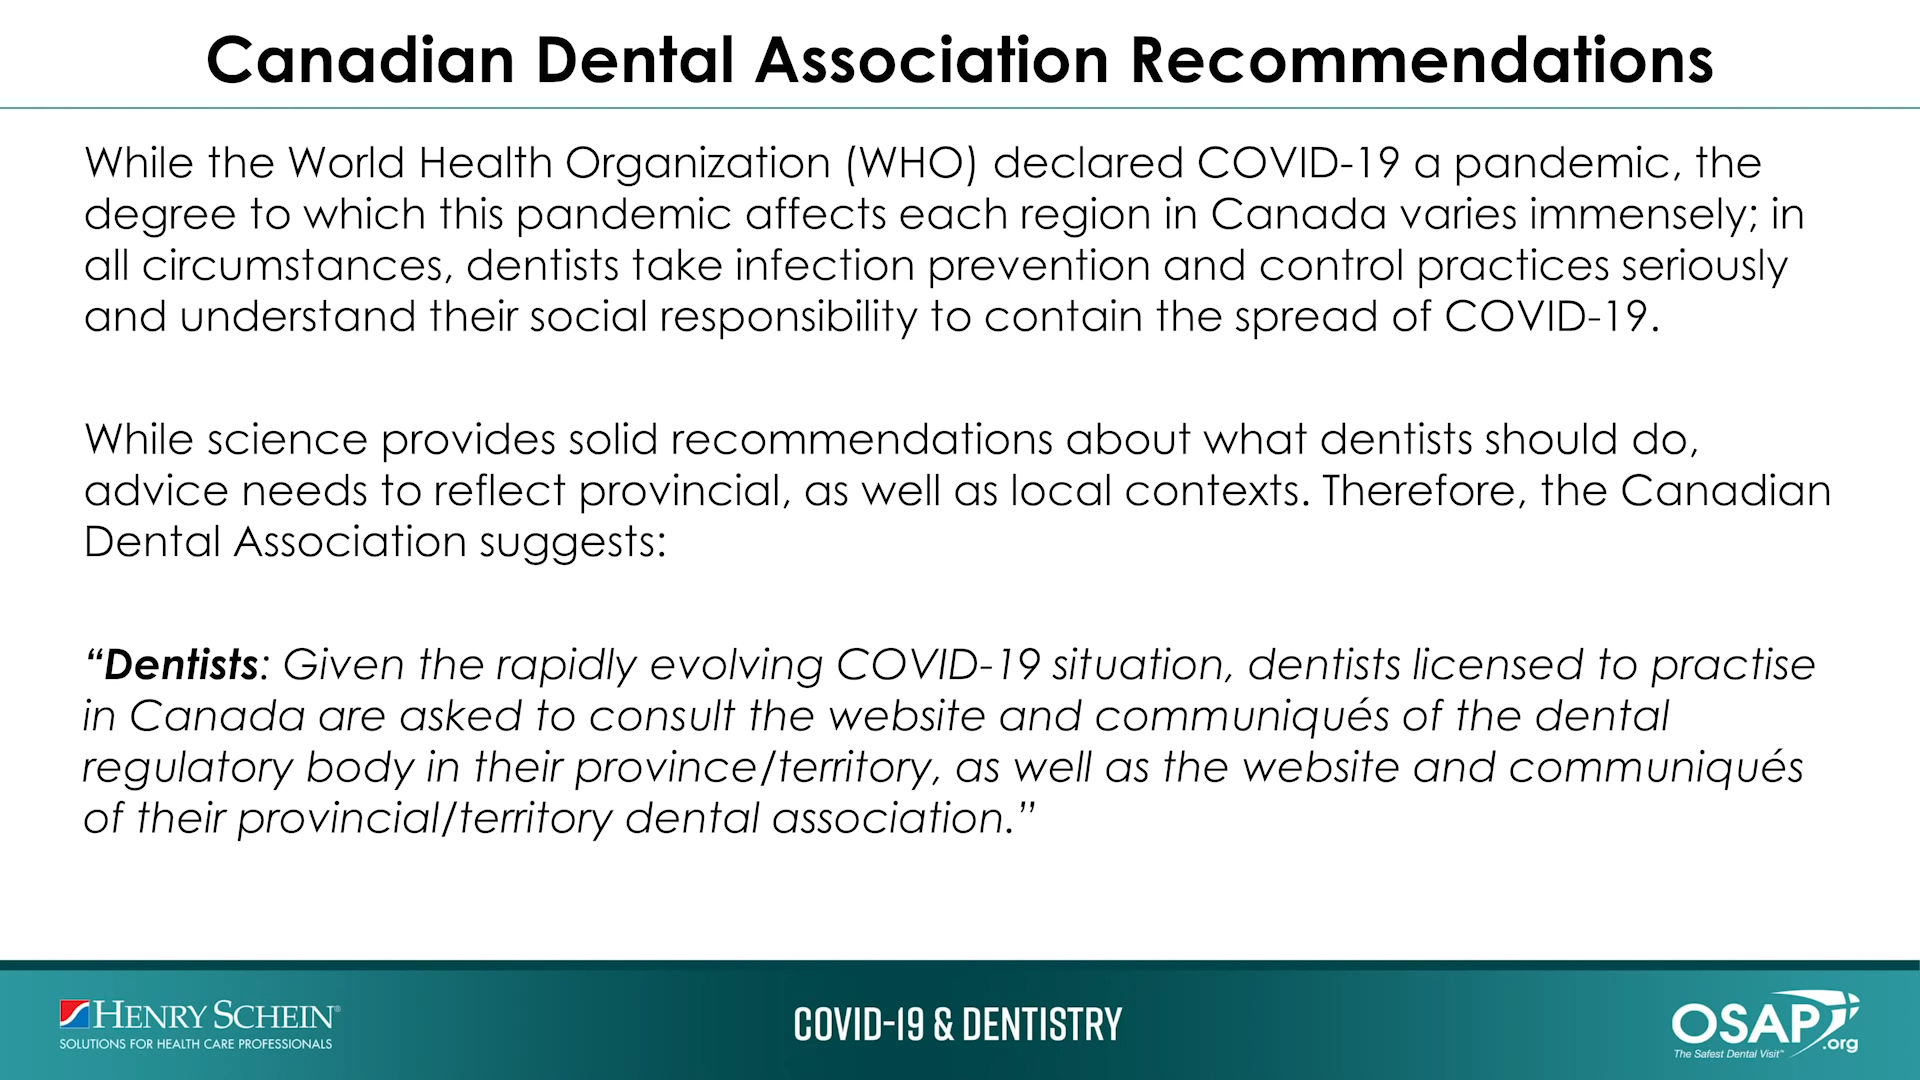 Canadian Dental Association Recommendations
While the World Health Organization (WHO) declared COVID-19 a pandemic, the
degree to which this pandemic affects each region in Canada varies immensely; in
all circumstances, dentists take infection prevention and control practices seriously
and understand their social responsibility to contain the spread of COVID-19.
While science provides solid recommendations about what dentists should do,
advice needs to reflect provincial, as well as local contexts. Therefore, the Canadian
Dental Association suggests:
“Dentists: Given the rapidly evolving COVID-19 situation, dentists licensed to practise
in Canada are asked to consult the website and communiqués of the dental
regulatory body in their province/territory, as well as the website and communiqués
of their provincial/territory dental association.”
HENRY SCHEIN®
SOLUTIONS FOR HEALTH CARE PROFESSIONALS
COVID-19 & DENTISTRY
OSAP
.org
The Safest Dental Visit™